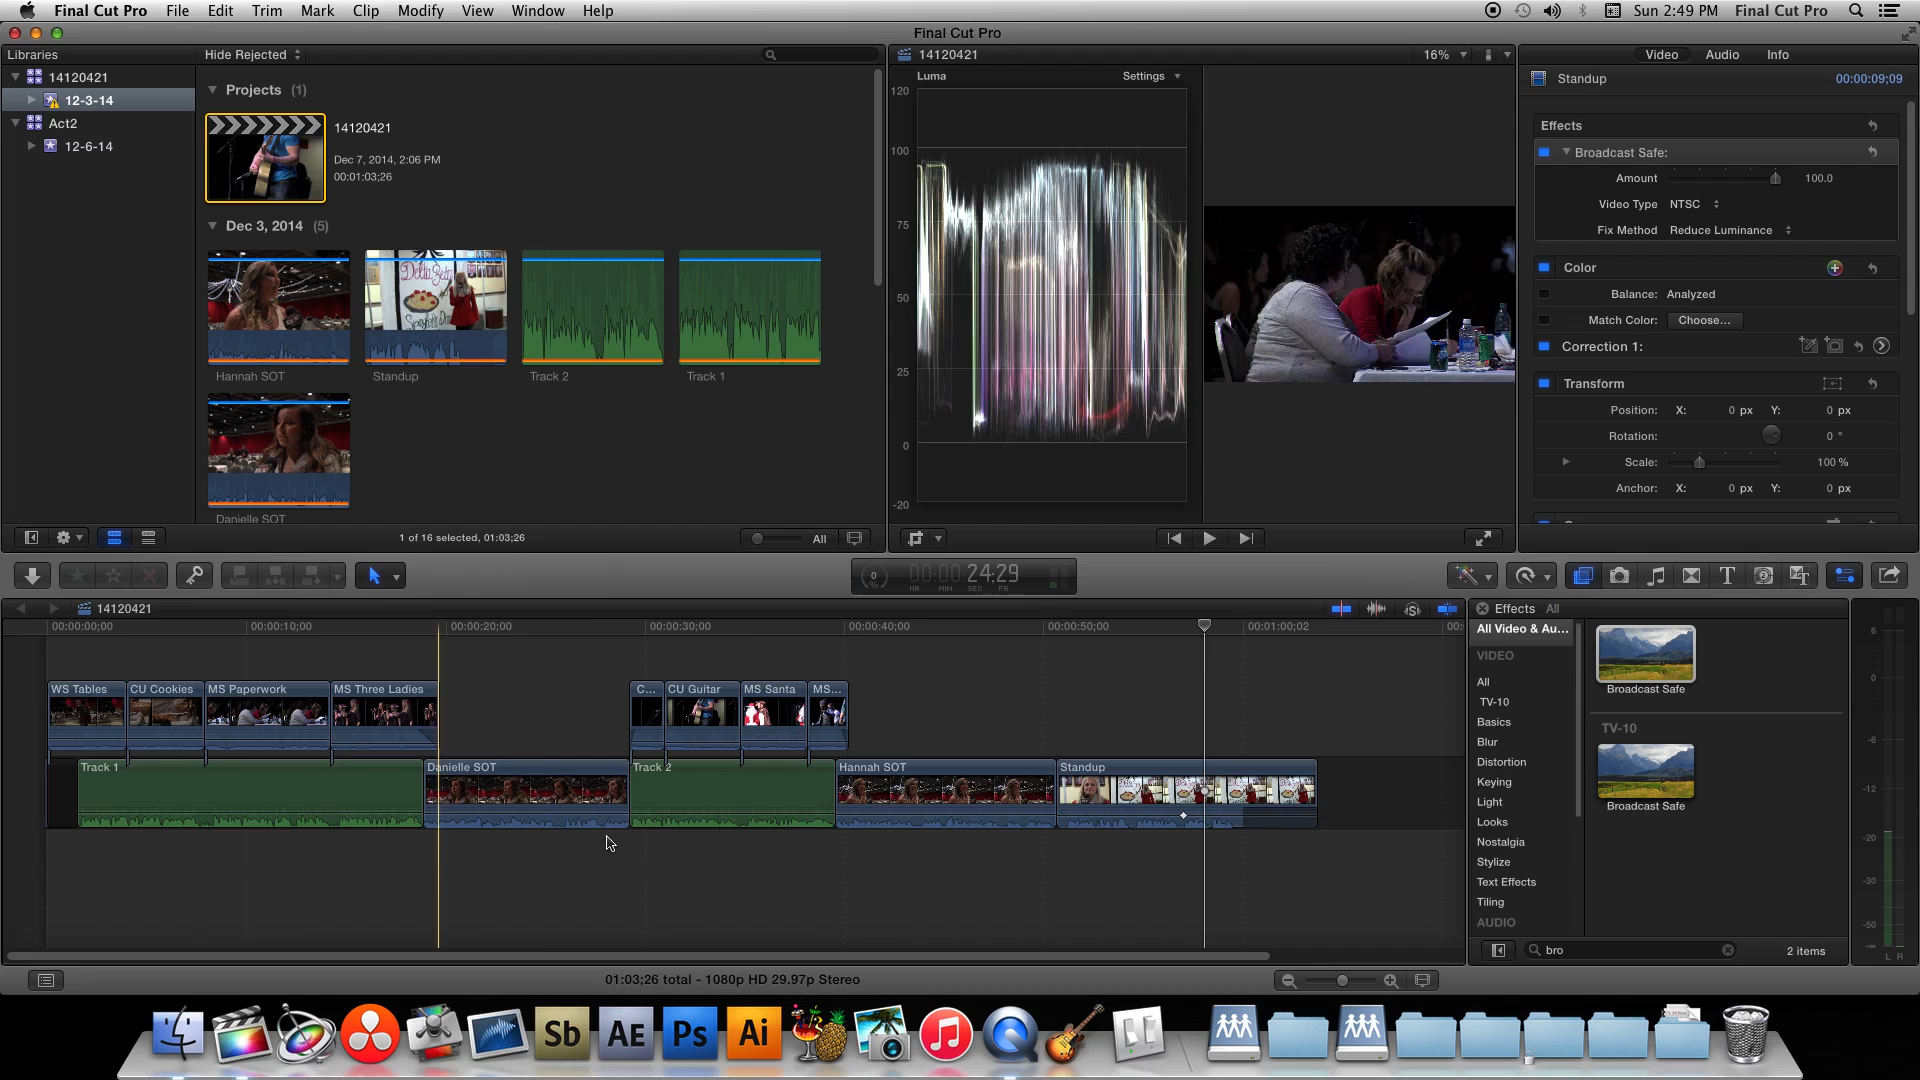 Final Cut Pro File Edit Trim Mark Clip Modify View Window Help Sun 2:49 PM Final Cut Pro
Final Cut Pro
Libraries
14120421
12-3-14
Act2
12-6-14
Hide Rejected
Projects (1)
14120421
Dec 7, 2014, 2:06 PM
00:01:03;26
Dec 3, 2014 (5)
Hannah SOT
Standup
Track 2
Track 1
Danielle SOT
1 of 16 selected, 01:03;26
All
14120421
16%
Luma
Settings
120
100
75
50
25
0
-20
Video Audio Info
Standup 00:00:09;09
Effects
Broadcast Safe:
Amount 100.0
Video Type NTSC
Fix Method Reduce Luminance
Color
Balance: Analyzed
Match Color: Choose...
Correction 1:
Transform
Position: X: 0 px Y: 0 px
Rotation: 0 °
Scale: 100 %
Anchor: X: 0 px Y: 0 px
0
00:00:24;29
HR MIN SEC FR
14120421
00:00:00;00 00:00:10;00 00:00:20;00 00:00:30;00 00:00:40;00 00:00:50;00 00:01:00;02 00:0
WS Tables CU Cookies MS Paperwork MS Three Ladies C... CU Guitar MS Santa MS...
Track 1 Danielle SOT Track 2 Hannah SOT Standup
01:03;26 total - 1080p HD 29.97p Stereo
Effects All
All Video & Au...
VIDEO
All
TV-10
Basics
Blur
Distortion
Keying
Light
Looks
Nostalgia
Stylize
Text Effects
Tiling
AUDIO
Broadcast Safe
TV-10
Broadcast Safe
bro
2 items
6
0
-6
-12
-20
-30
-50
-∞
L R
Sb AE Ps Ai